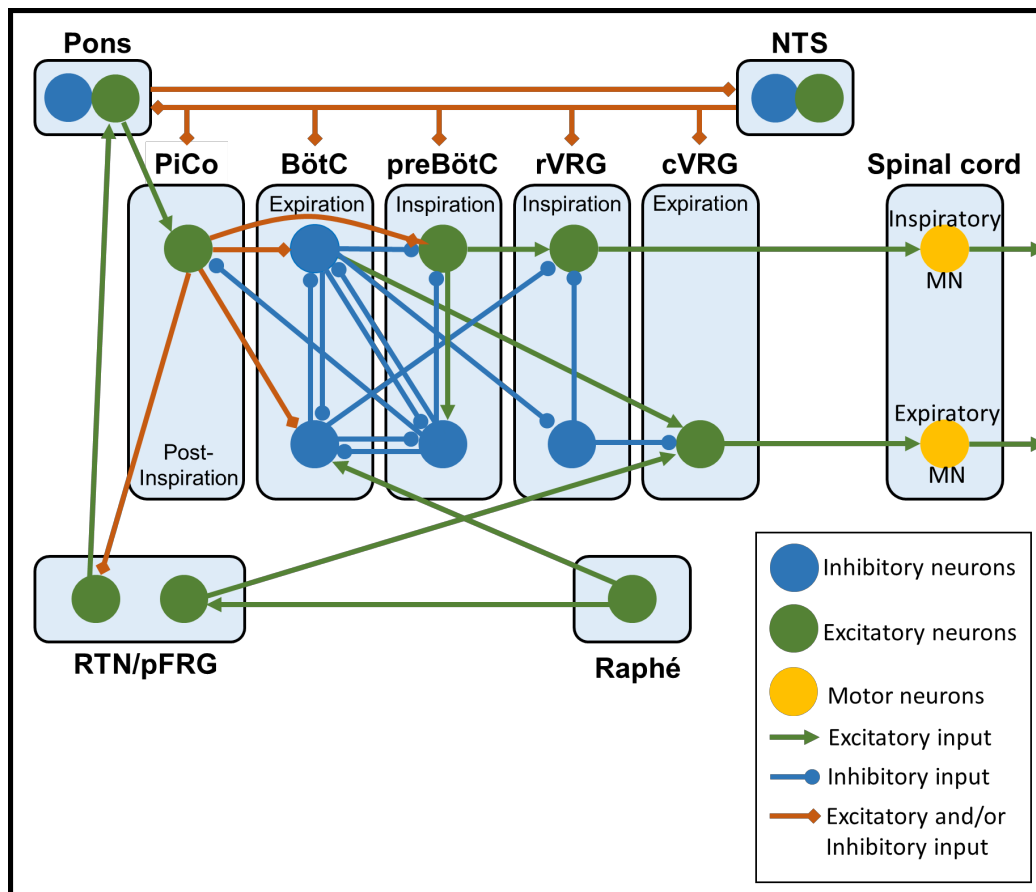 Pons
NTS
PiCo
BötC
preBötC
rVRG
cVRG
Spinal cord
Expiration
Inspiration
Inspiration
Expiration
Inspiratory
MN
Post-
Inspiration
Expiratory
MN
RTN/pFRG
Raphé
Inhibitory neurons
Excitatory neurons
Motor neurons
Excitatory input
Inhibitory input
Excitatory and/or
Inhibitory input